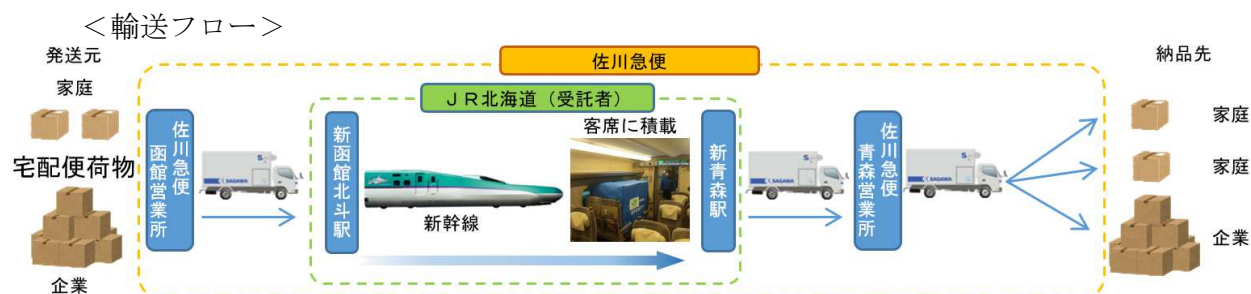 ＜輸送フロー＞
佐川急便
ＪＲ北海道（受託者）
発送元
家庭
宅配便荷物
企業
佐川急便
函館営業所
SAGAWA
新函館北斗駅
新幹線
客席に積載
新青森駅
SAGAWA
佐川急便
青森営業所
SAGAWA
納品先
家庭
家庭
企業